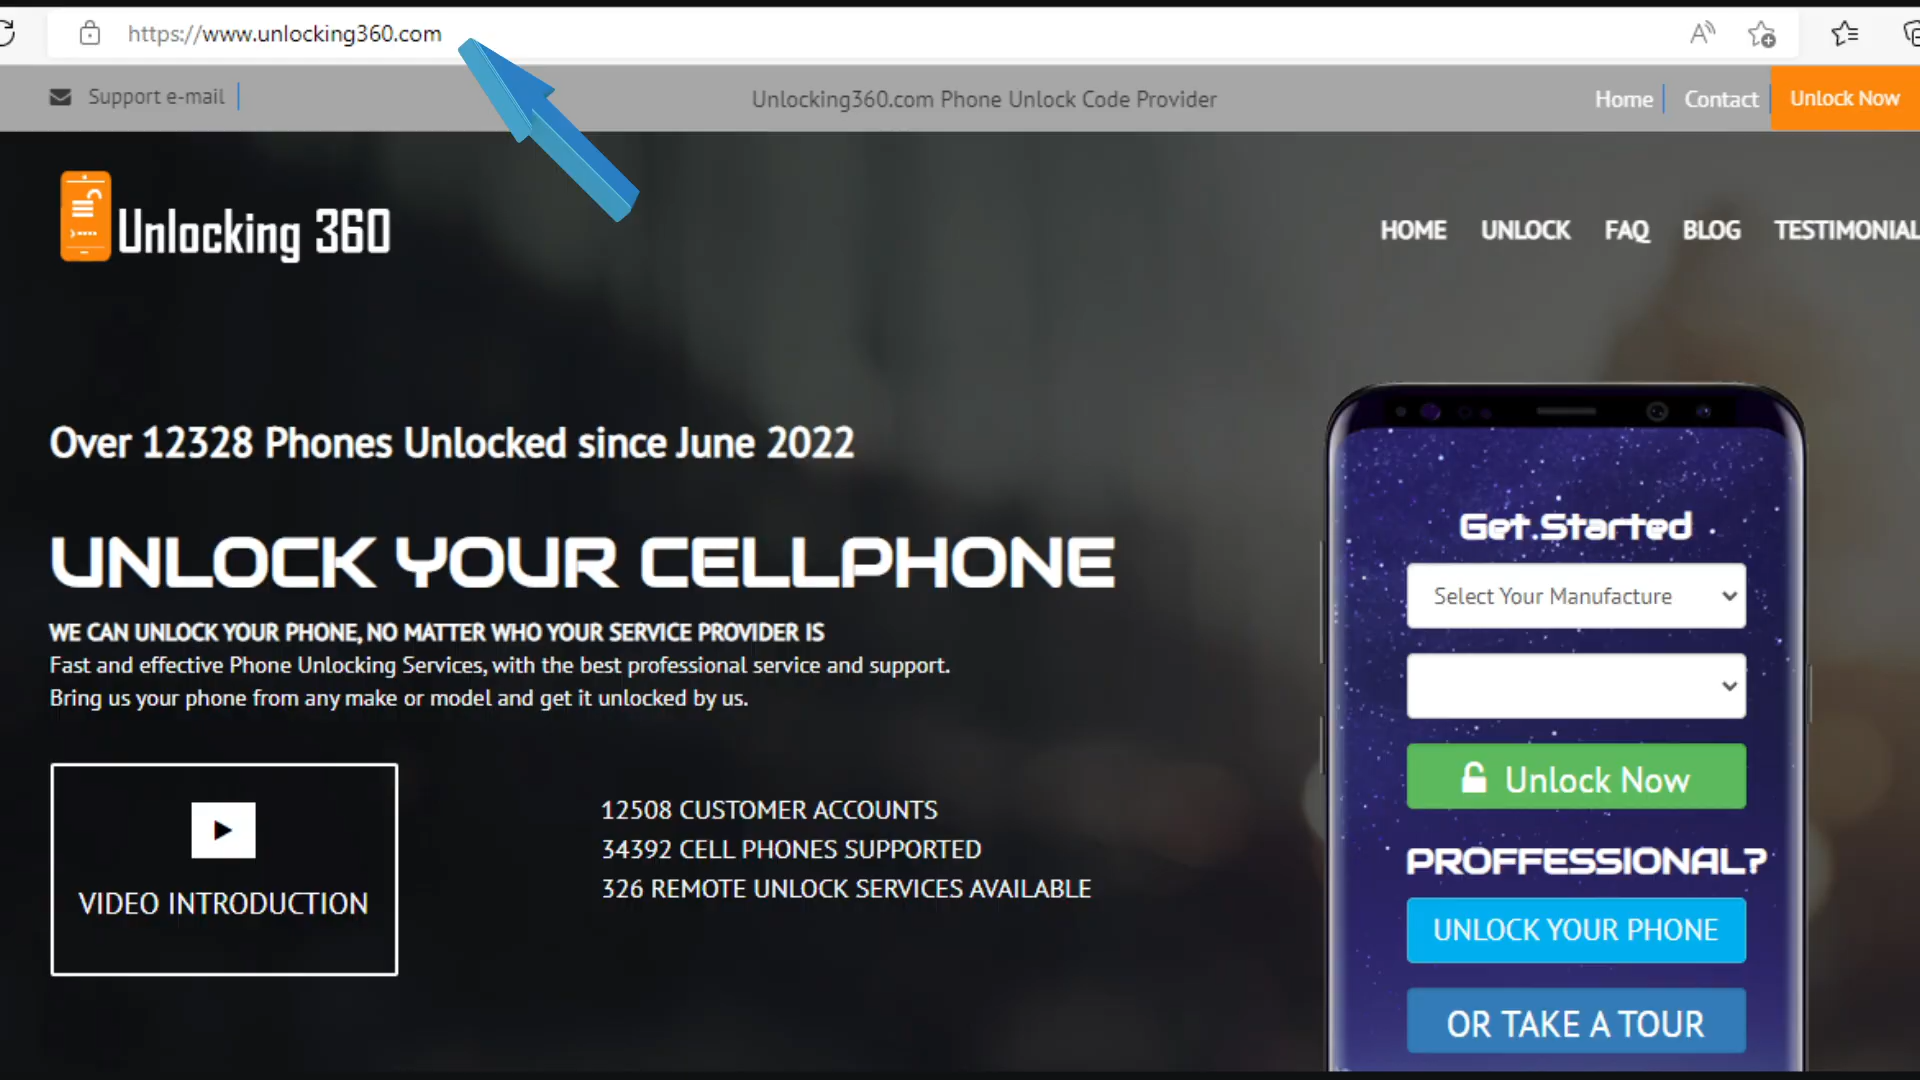 https://www.unlocking360.com
Support e-mail
Unlocking360.com Phone Unlock Code Provider
Home
Contact
Unlock Now
Unlocking 360
HOME
UNLOCK
FAQ
BLOG
TESTIMONIAL
Over 12328 Phones Unlocked since June 2022
UNLOCK YOUR CELLPHONE
WE CAN UNLOCK YOUR PHONE, NO MATTER WHO YOUR SERVICE PROVIDER IS
Fast and effective Phone Unlocking Services, with the best professional service and support.
Bring us your phone from any make or model and get it unlocked by us.
VIDEO INTRODUCTION
12508 CUSTOMER ACCOUNTS
34392 CELL PHONES SUPPORTED
326 REMOTE UNLOCK SERVICES AVAILABLE
Get Started
Select Your Manufacture
Unlock Now
PROFFESSIONAL?
UNLOCK YOUR PHONE
OR TAKE A TOUR